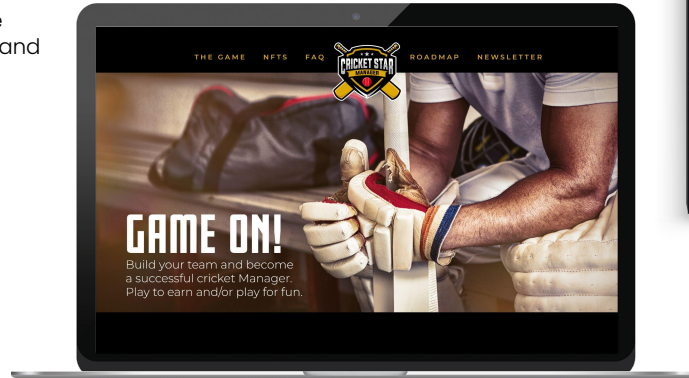 e
and
THE GAME NFTS FAQ ROADMAP NEWSLETTER
CRICKET STAR
MANAGER
GAME ON!
Build your team and become
a successful cricket Manager.
Play to earn and/or play for fun.